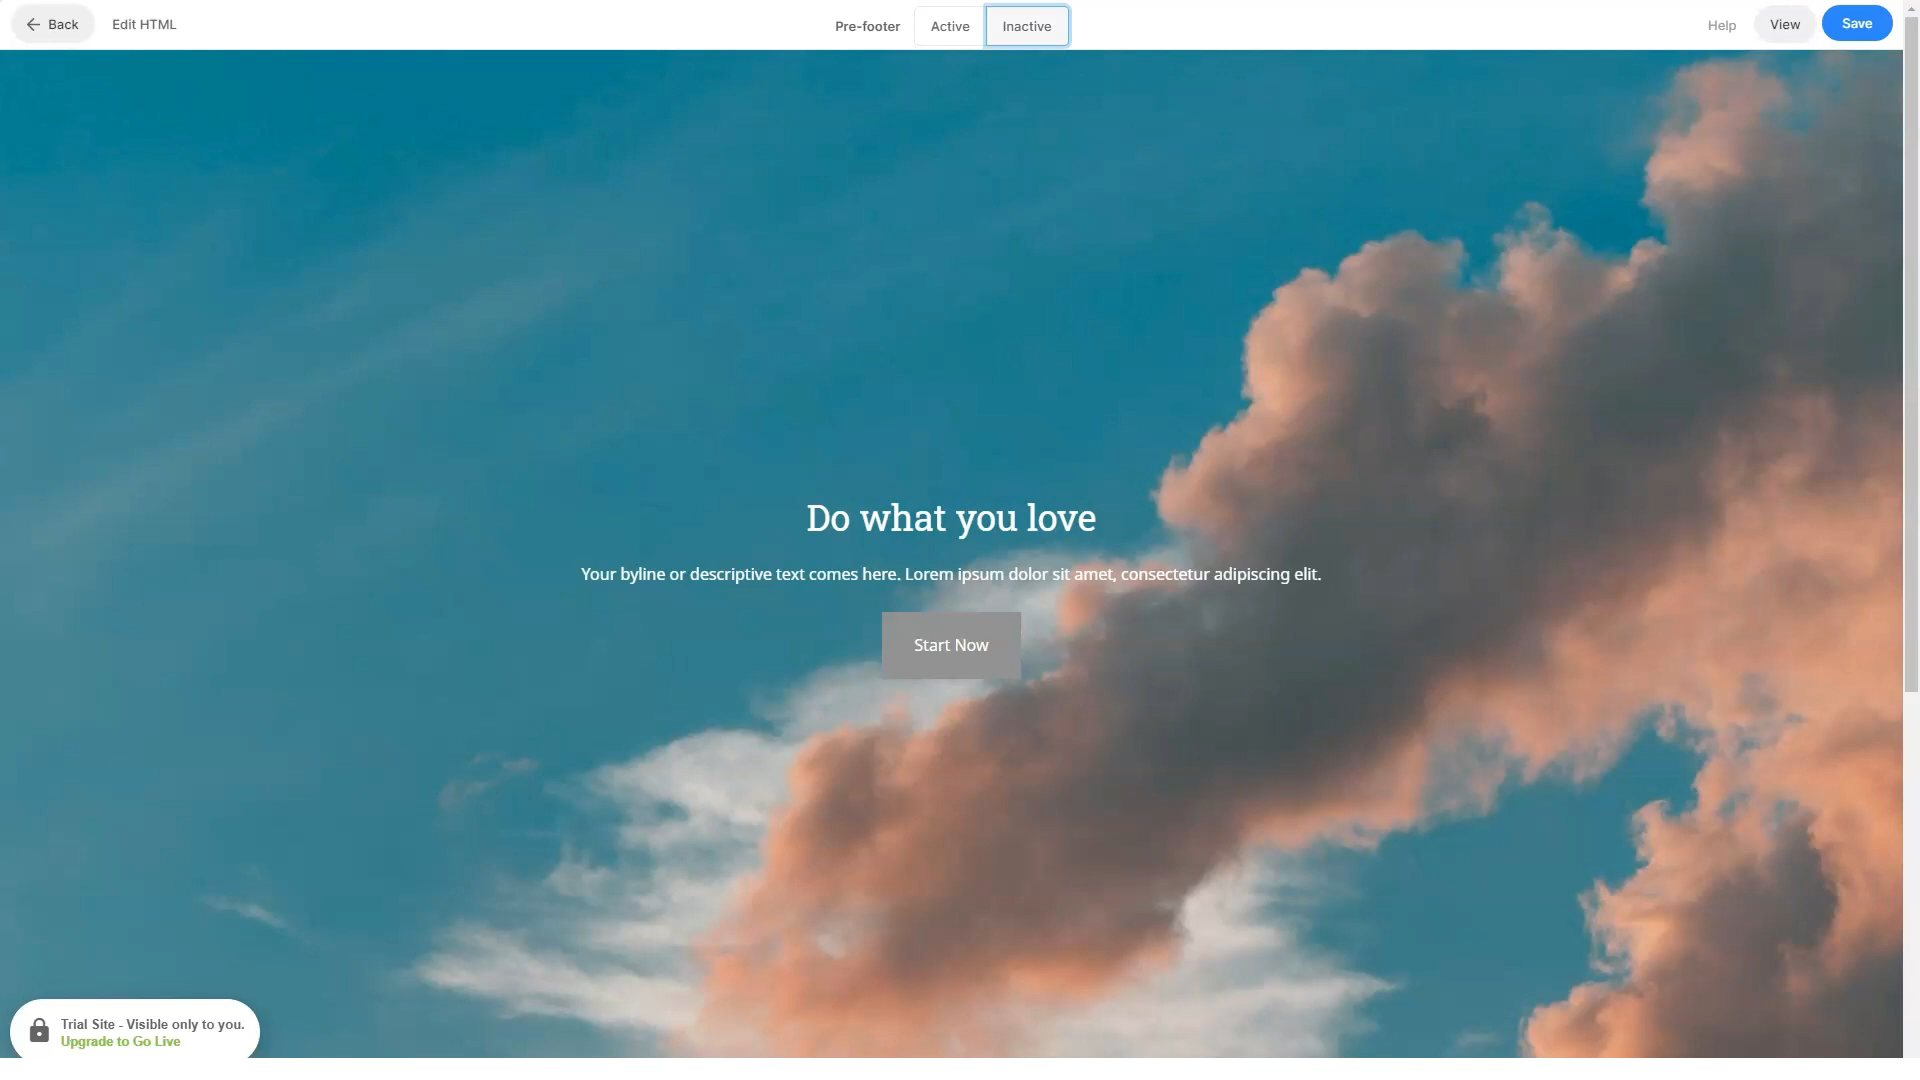 Back
Edit HTML
Pre-footer
Active
Inactive
Help
View
Save
Do what you love
Your byline or descriptive text comes here. Lorem ipsum dolor sit amet, consectetur adipiscing elit.
Start Now
Trial Site - Visible only to you.
Upgrade to Go Live